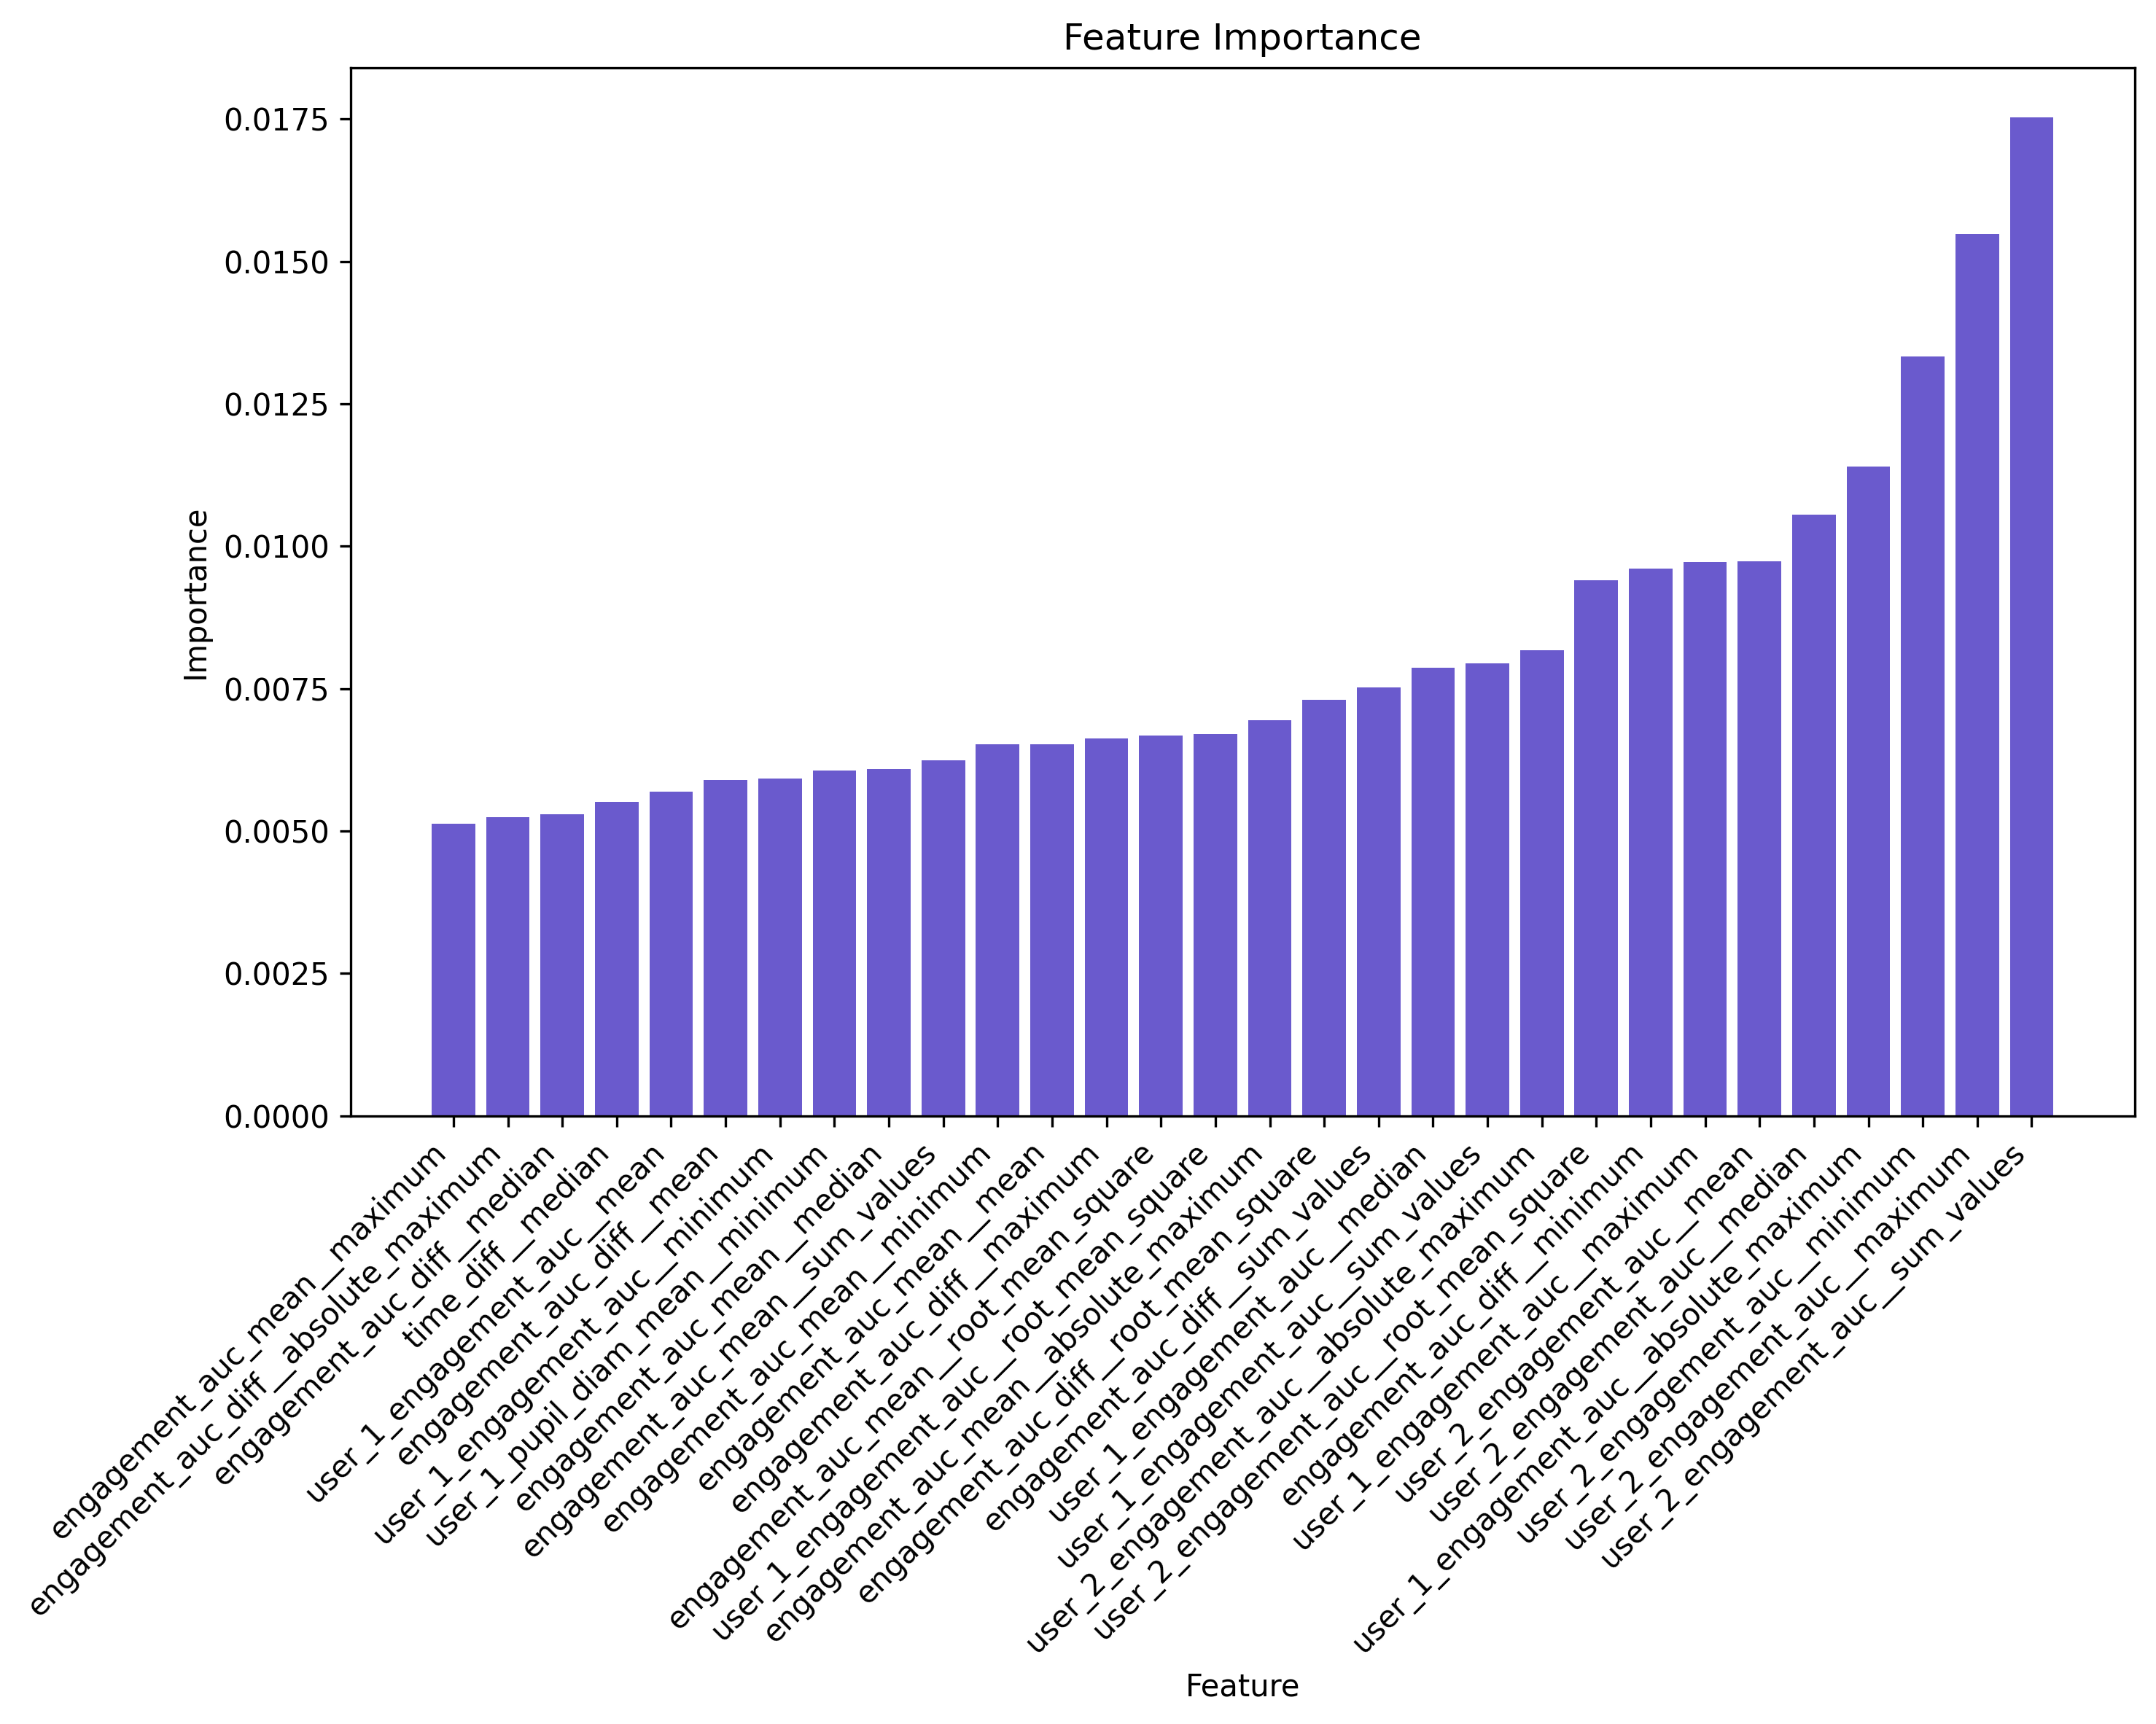 Feature Importance
0.0175
0.0150
0.0125
0.0100
0.0075
0.0050
0.0025
0.0000
Importance
engagement_auc_mean__maximum
engagement_auc_diff__absolute_maximum
engagement_auc_diff__median
time_diff__median
user_1_engagement_auc__mean
engagement_auc_diff__mean
user_1_engagement_auc__minimum
user_1_pupil_diam_mean__minimum
engagement_auc_mean__median
engagement_auc_mean__sum_values
engagement_auc_mean__minimum
engagement_auc_mean__mean
engagement_auc_diff__maximum
engagement_auc_mean__root_mean_square
user_1_engagement_auc__root_mean_square
engagement_auc_mean__absolute_maximum
engagement_auc_diff__root_mean_square
engagement_auc_diff__sum_values
user_1_engagement_auc__median
user_1_engagement_auc__sum_values
user_2_engagement_auc__absolute_maximum
user_2_engagement_auc__root_mean_square
engagement_auc_diff__minimum
user_1_engagement_auc__maximum
user_2_engagement_auc__mean
user_2_engagement_auc__median
user_1_engagement_auc__absolute_maximum
user_2_engagement_auc__minimum
user_2_engagement_auc__maximum
user_2_engagement_auc__sum_values
Feature